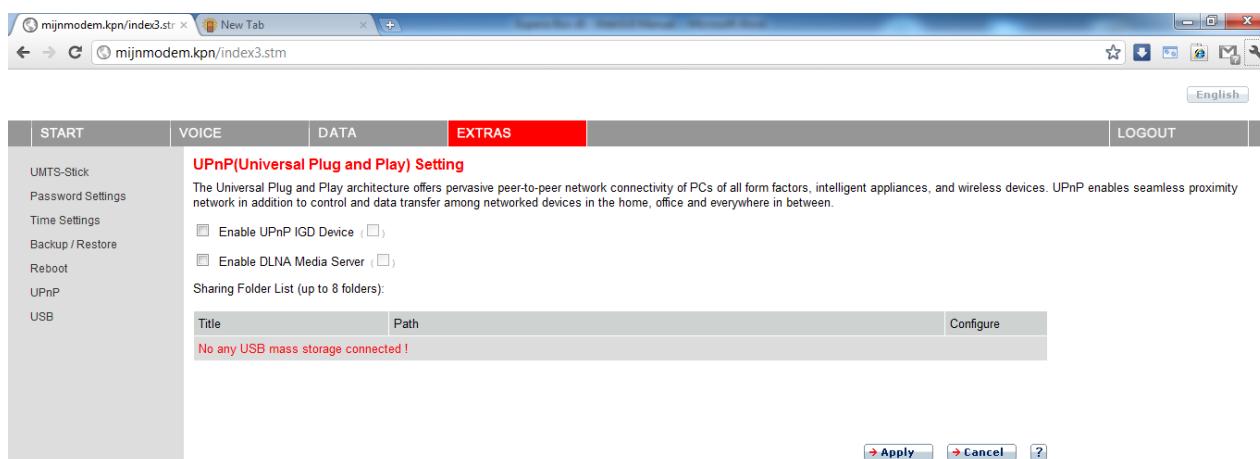 mijnmodem.kpn/index3.str
New Tab
mijnmodem.kpn/index3.stm
English
START VOICE DATA EXTRAS LOGOUT
UMTS-Stick
Password Settings
Time Settings
Backup / Restore
Reboot
UPnP
USB
UPnP(Universal Plug and Play) Setting
The Universal Plug and Play architecture offers pervasive peer-to-peer network connectivity of PCs of all form factors, intelligent appliances, and wireless devices. UPnP enables seamless proximity
network in addition to control and data transfer among networked devices in the home, office and everywhere in between.
Enable UPnP IGD Device ( )
Enable DLNA Media Server ( )
Sharing Folder List (up to 8 folders):
Title Path Configure
No any USB mass storage connected !
Apply Cancel ?